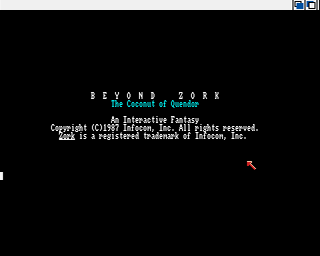 B E Y O N D   Z O R K
The Coconut of Quendor
An Interactive Fantasy
Copyright (C)1987 Infocom, Inc. All rights reserved.
Zork is a registered trademark of Infocom, Inc.